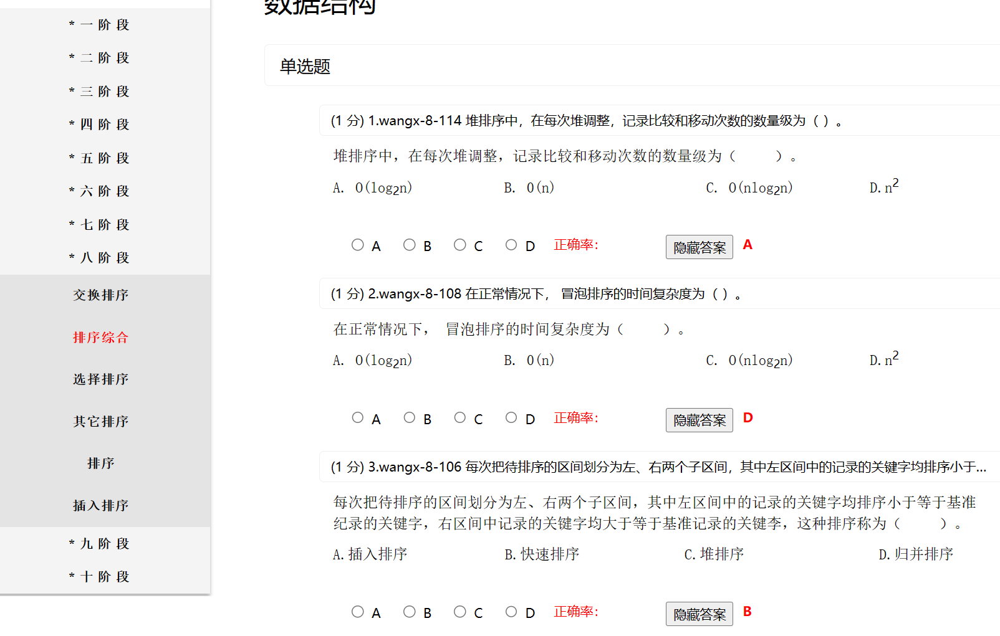 数据结构
* 一 阶 段
* 二 阶 段
* 三 阶 段
* 四 阶 段
* 五 阶 段
* 六 阶 段
* 七 阶 段
* 八 阶 段
交换排序
排序综合
选择排序
其它排序
排序
插入排序
* 九 阶 段
* 十 阶 段
单选题
(1 分) 1.wangx-8-114 堆排序中，在每次堆调整，记录比较和移动次数的数量级为（ ）。
堆排序中，在每次堆调整，记录比较和移动次数的数量级为（ ）。
A. O(log₂n) B. O(n) C. O(nlog₂n) D.n²
A B C D 正确率: 隐藏答案 A
(1 分) 2.wangx-8-108 在正常情况下， 冒泡排序的时间复杂度为（ ）。
在正常情况下， 冒泡排序的时间复杂度为（ ）。
A. O(log₂n) B. O(n) C. O(nlog₂n) D.n²
A B C D 正确率: 隐藏答案 D
(1 分) 3.wangx-8-106 每次把待排序的区间划分为左、右两个子区间，其中左区间中的记录的关键字均排序小于...
每次把待排序的区间划分为左、右两个子区间，其中左区间中的记录的关键字均排序小于等于基准
纪录的关键字，右区间中记录的关键字均大于等于基准记录的关键李，这种排序称为（ ）。
A.插入排序 B.快速排序 C.堆排序 D.归并排序
A B C D 正确率: 隐藏答案 B